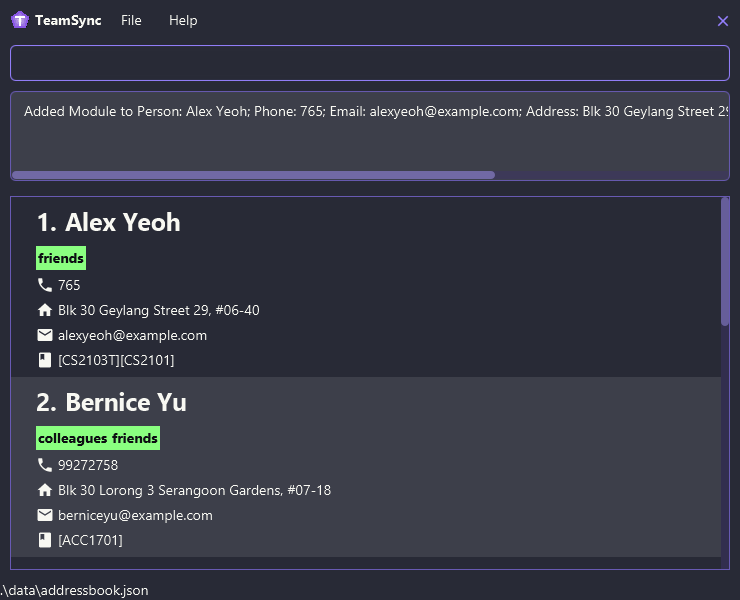 TeamSync File Help
Added Module to Person: Alex Yeoh; Phone: 765; Email: alexyeoh@example.com; Address: Blk 30 Geylang Street 29
1. Alex Yeoh
friends
765
Blk 30 Geylang Street 29, #06-40
alexyeoh@example.com
[CS2103T][CS2101]
2. Bernice Yu
colleagues friends
99272758
Blk 30 Lorong 3 Serangoon Gardens, #07-18
berniceyu@example.com
[ACC1701]
.\data\addressbook.json